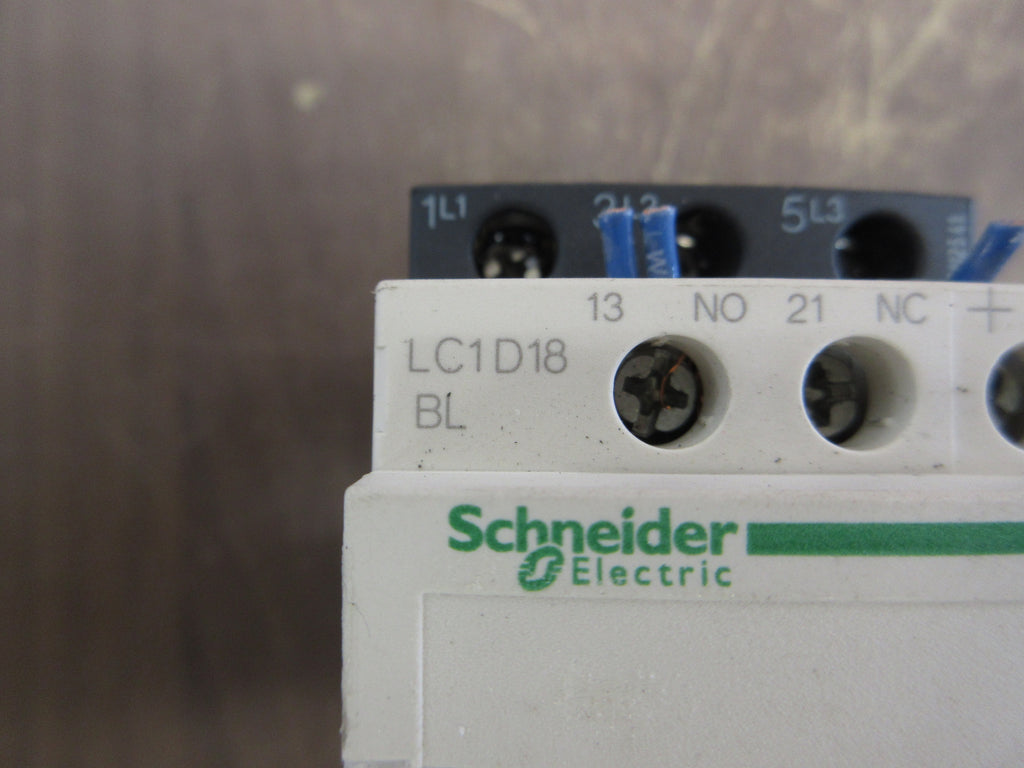 1L1 3L2 5L3
13 NO 21 NC +
LC1D18
BL
Schneider
Electric